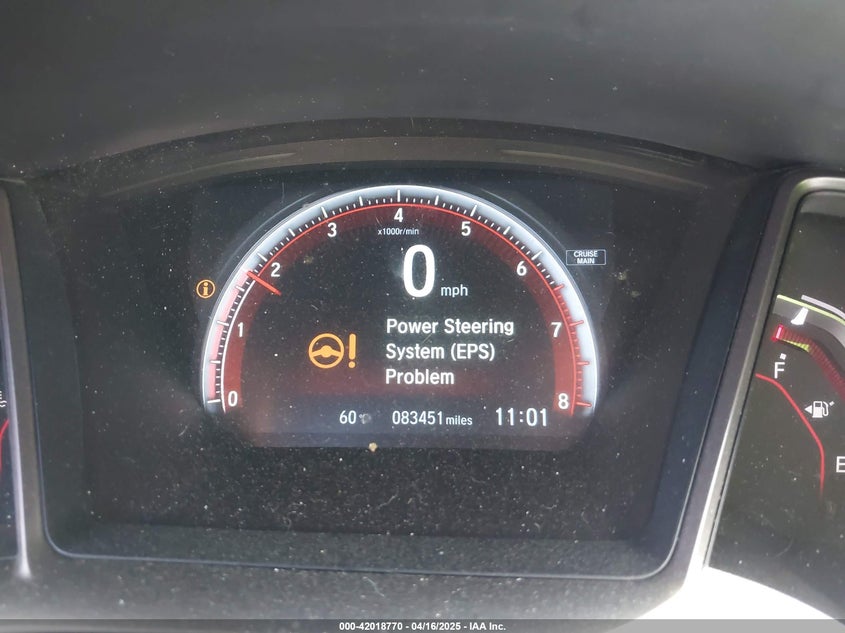 4
3
5
x1000r/min
2
6
0 mph
CRUISE
MAIN
1
7
Power Steering
System (EPS)
Problem
0
8
60°F
083451 miles
11:01
F
E
000-42018770 - 04/16/2025 - IAA Inc.